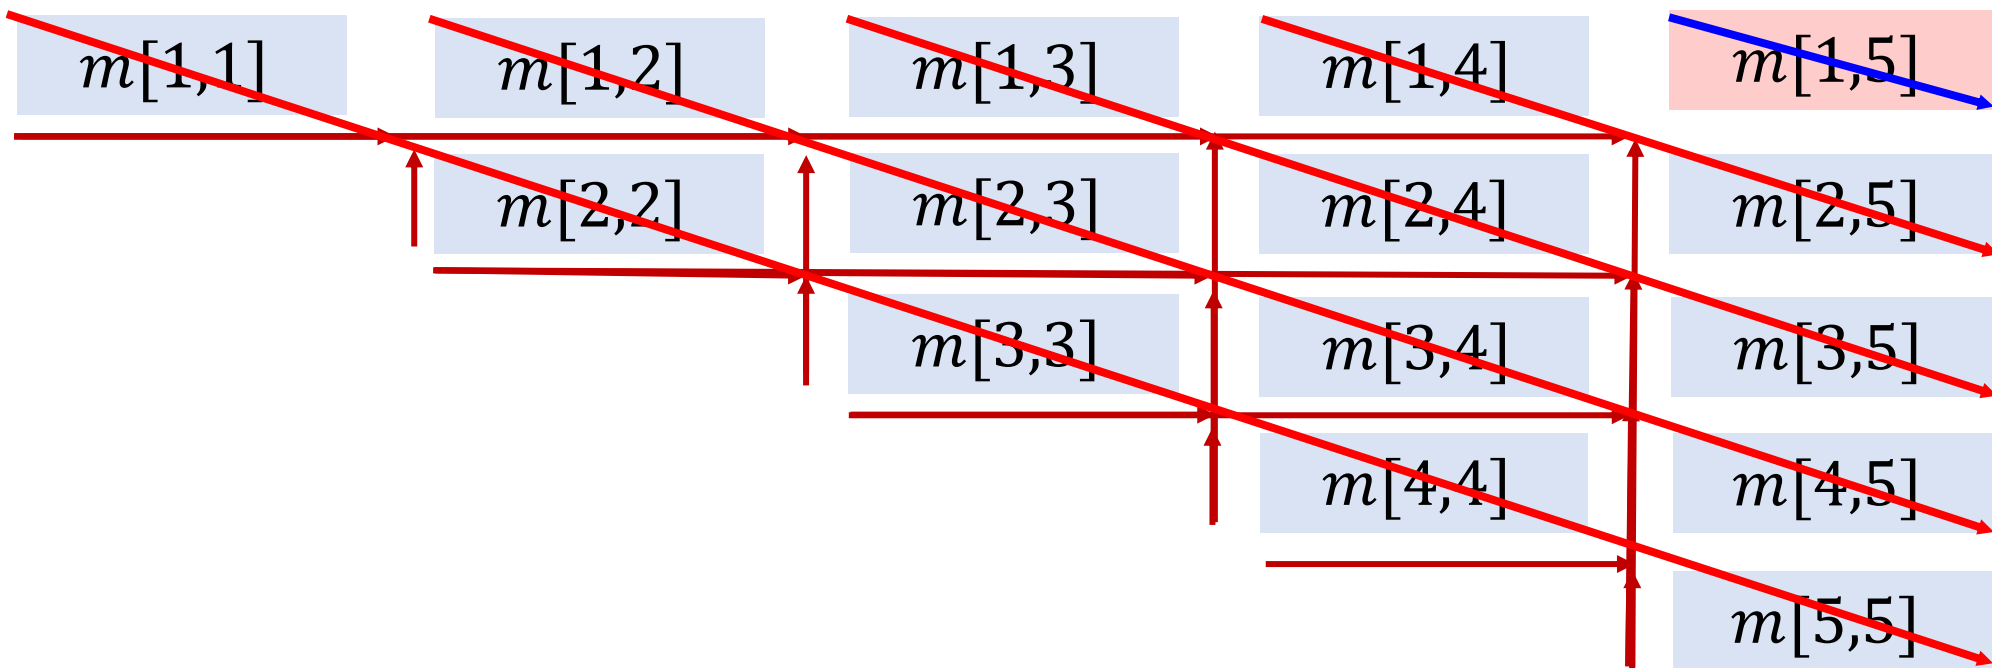 m[1,1] m[1,2] m[1,3] m[1,4] m[1,5]
m[2,2] m[2,3] m[2,4] m[2,5]
m[3,3] m[3,4] m[3,5]
m[4,4] m[4,5]
m[5,5]